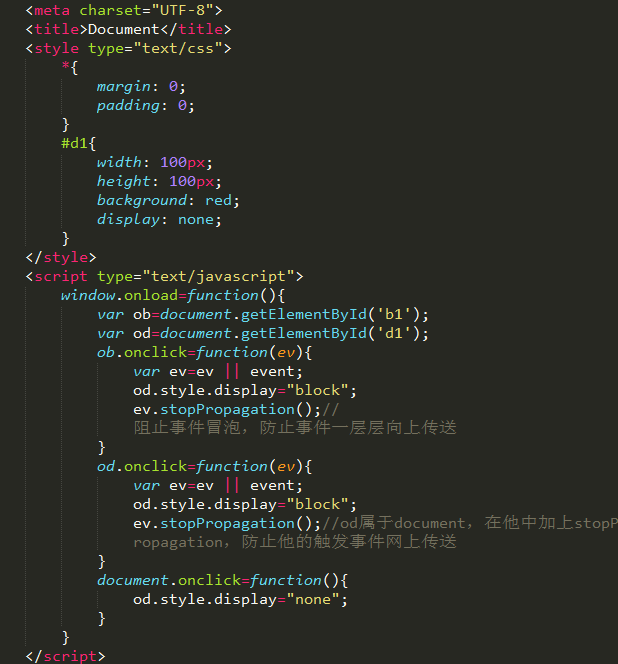 <meta charset="UTF-8">
<title>Document</title>
<style type="text/css">
*{
margin: 0;
padding: 0;
}
#d1{
width: 100px;
height: 100px;
background: red;
display: none;
}
</style>
<script type="text/javascript">
window.onload=function(){
var ob=document.getElementById('b1');
var od=document.getElementById('d1');
ob.onclick=function(ev){
var ev=ev || event;
od.style.display="block";
ev.stopPropagation();//
阻止事件冒泡，防止事件一层层向上传送
}
od.onclick=function(ev){
var ev=ev || event;
od.style.display="block";
ev.stopPropagation();//od属于document，在他中加上stopP
ropagation，防止他的触发事件网上传送
}
document.onclick=function(){
od.style.display="none";
}
}
</script>